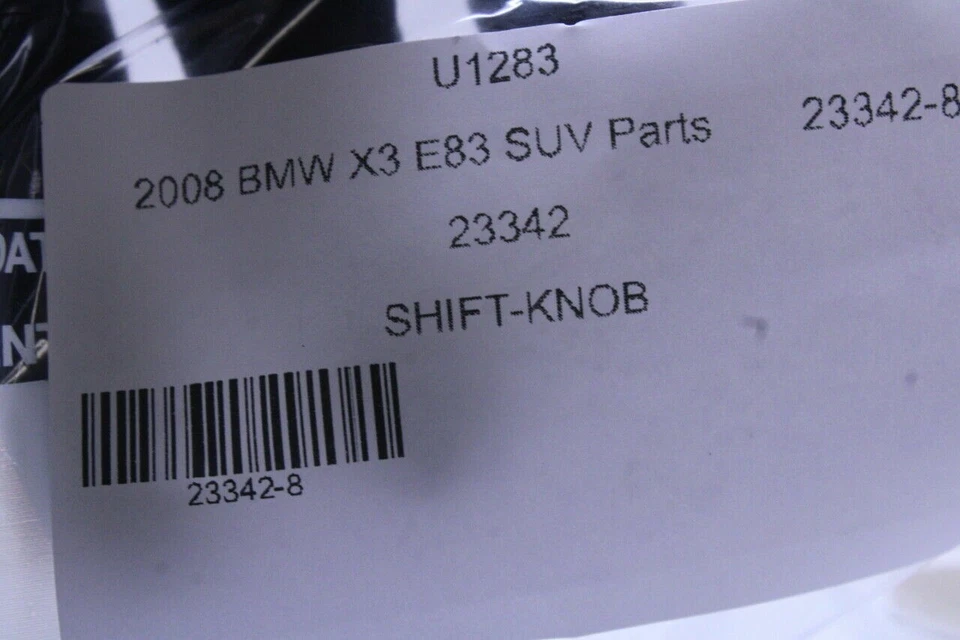 U1283
2008 BMW X3 E83 SUV Parts 23342-8
23342
SHIFT-KNOB
23342-8